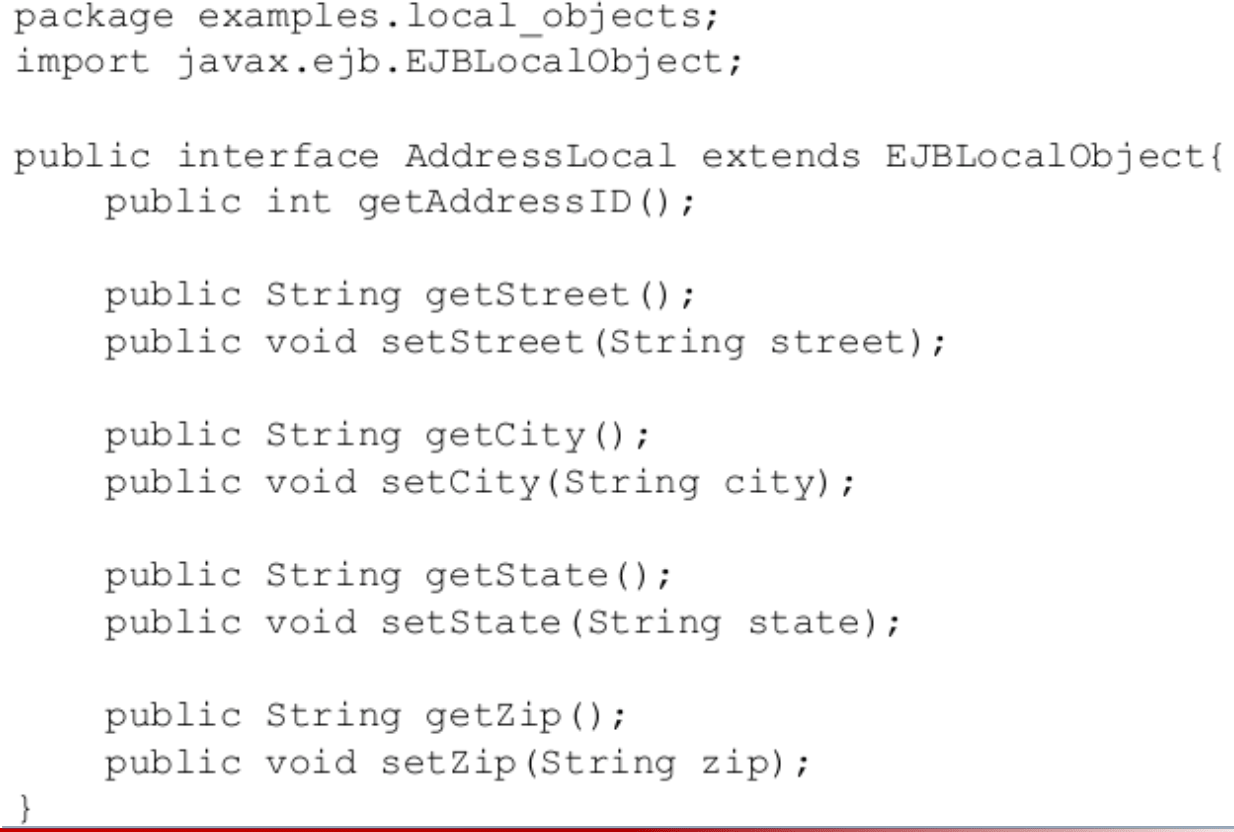 package examples.local_objects;
import javax.ejb.EJBLocalObject;

public interface AddressLocal extends EJBLocalObject{
    public int getAddressID();

    public String getStreet();
    public void setStreet(String street);

    public String getCity();
    public void setCity(String city);

    public String getState();
    public void setState(String state);

    public String getZip();
    public void setZip(String zip);
}